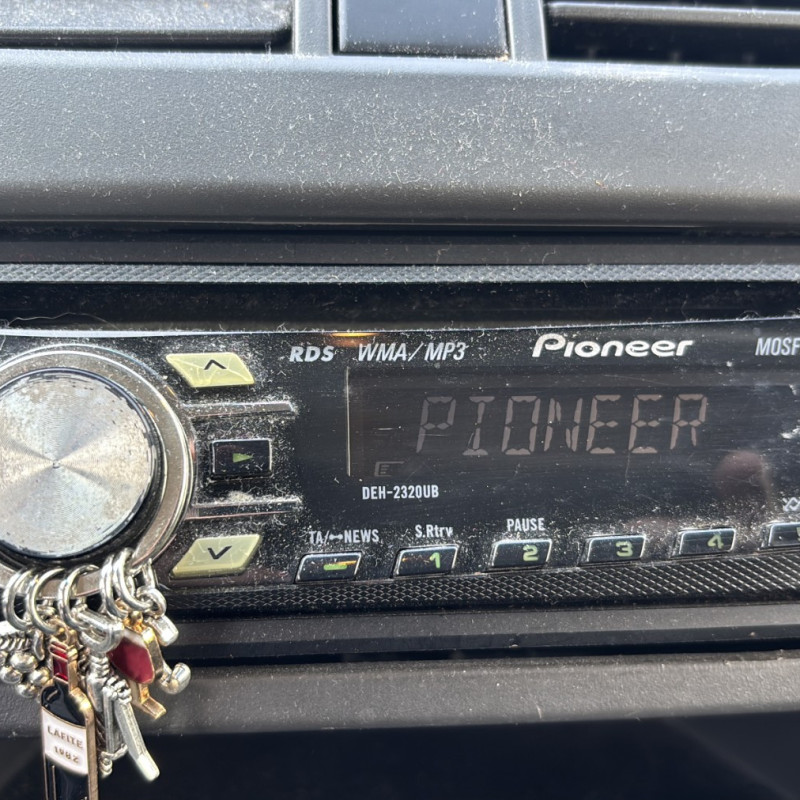 RDS WMA/MP3 Pioneer MOSF
PIONEER
DEH-2320UB
TA/NEWS S.Rtrv PAUSE
1 2 3 4
LAFITE
1982